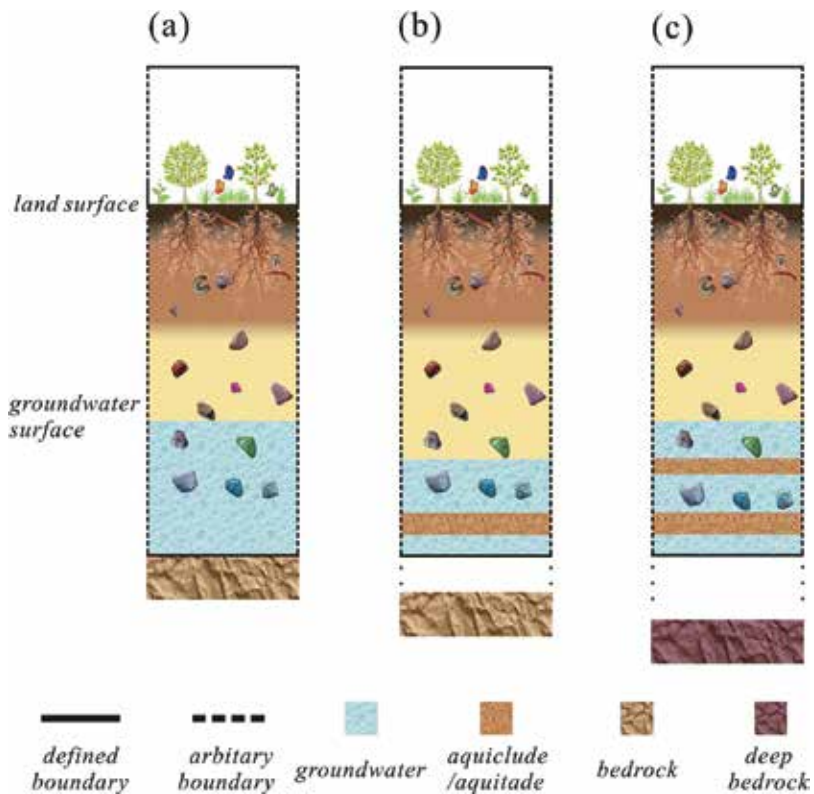 (a) (b) (c)
land surface
groundwater
surface
defined
boundary
arbitary
boundary
groundwater
aquiclude
/aquitade
bedrock
deep
bedrock